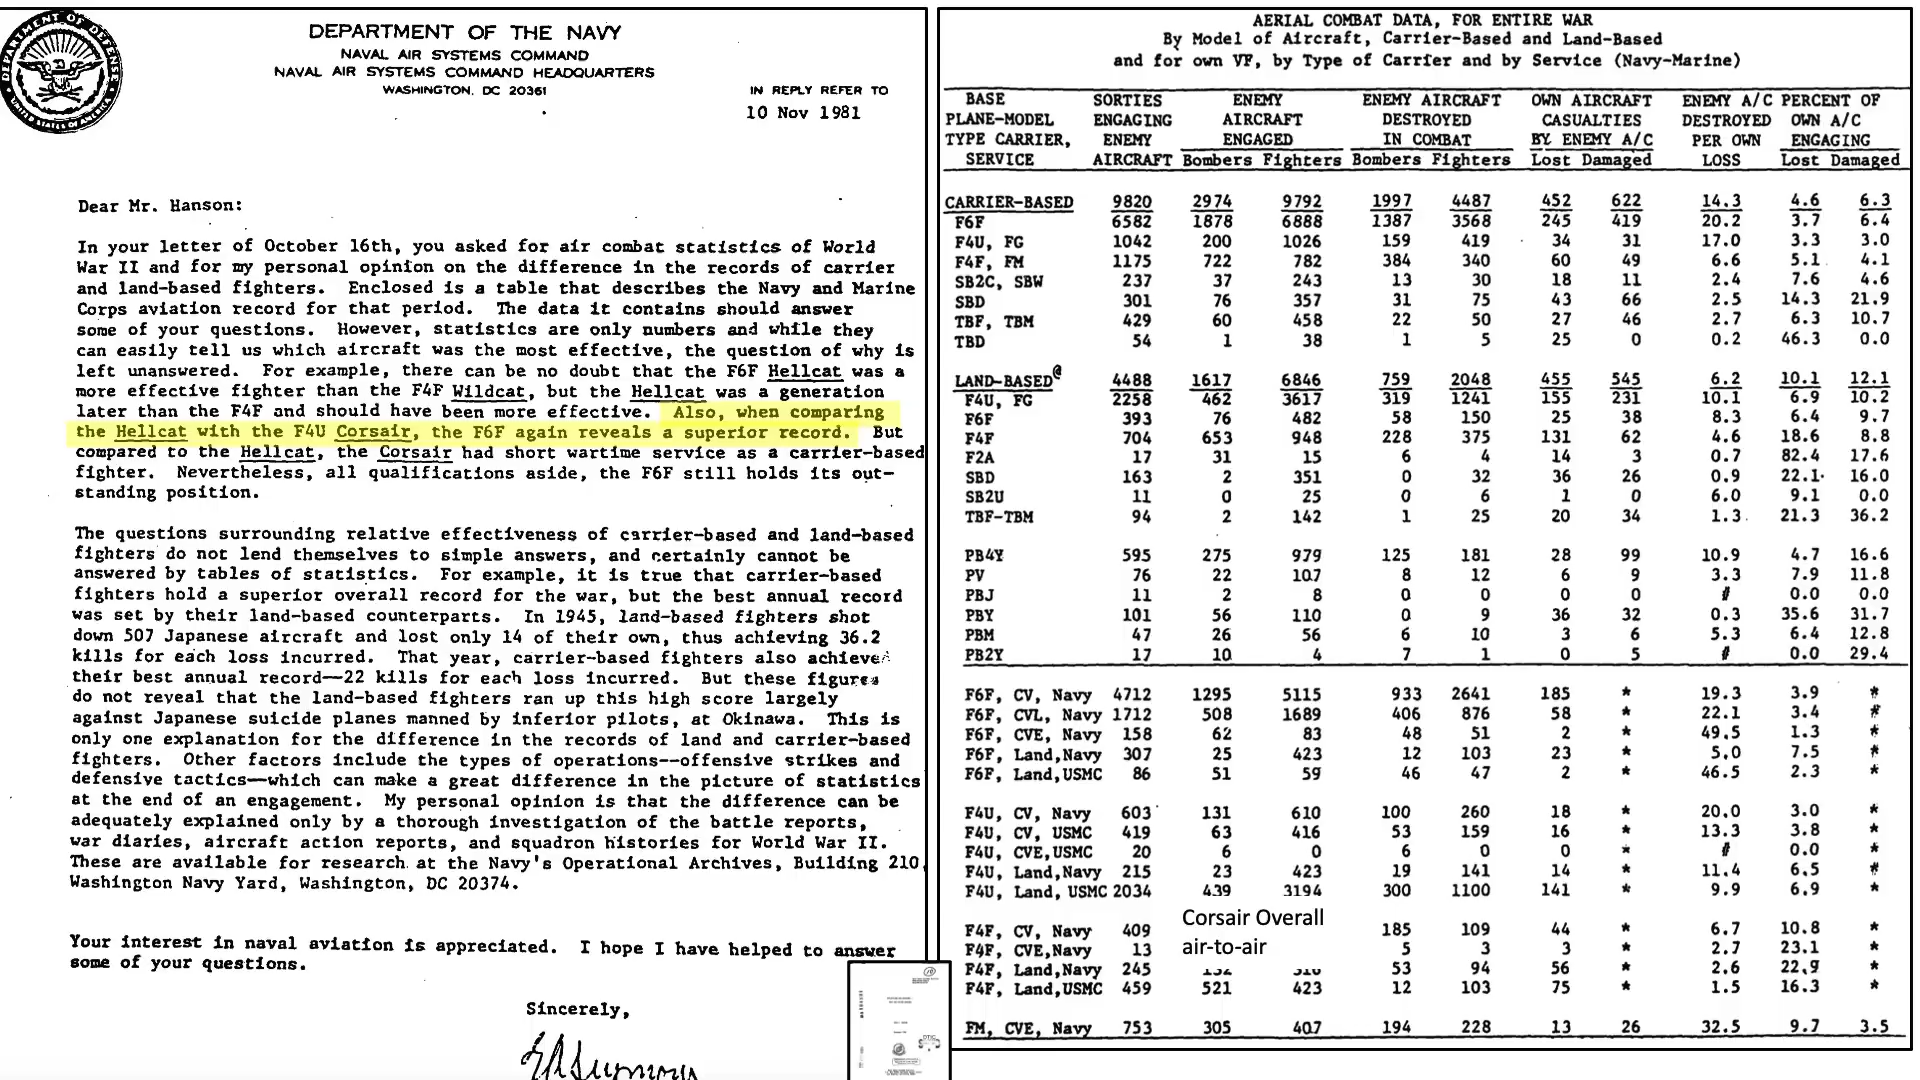 DEPARTMENT OF THE NAVY
NAVAL AIR SYSTEMS COMMAND
NAVAL AIR SYSTEMS COMMAND HEADQUARTERS
WASHINGTON, DC 20361
IN REPLY REFER TO
10 Nov 1981
Dear Mr. Hanson:
In your letter of October 16th, you asked for air combat statistics of World
War II and for my personal opinion on the difference in the records of carrier
and land-based fighters. Enclosed is a table that describes the Navy and Marine
Corps aviation record for that period. The data it contains should answer
some of your questions. However, statistics are only numbers and while they
can easily tell us which aircraft was the most effective, the question of why is
left unanswered. For example, there can be no doubt that the F6F Hellcat was a
more effective fighter than the F4F Wildcat, but the Hellcat was a generation
later than the F4F and should have been more effective. Also, when comparing
the Hellcat with the F4U Corsair, the F6F again reveals a superior record. But
compared to the Hellcat, the Corsair had short wartime service as a carrier-based
fighter. Nevertheless, all qualifications aside, the F6F still holds its out-
standing position.
The questions surrounding relative effectiveness of carrier-based and land-based
fighters do not lend themselves to simple answers, and certainly cannot be
answered by tables of statistics. For example, it is true that carrier-based
fighters hold a superior overall record for the war, but the best annual record
was set by their land-based counterparts. In 1945, land-based fighters shot
down 507 Japanese aircraft and lost only 14 of their own, thus achieving 36.2
kills for each loss incurred. That year, carrier-based fighters also achieve
their best annual record—22 kills for each loss incurred. But these figures
do not reveal that the land-based fighters ran up this high score largely
against Japanese suicide planes manned by inferior pilots, at Okinawa. This is
only one explanation for the difference in the records of land and carrier-based
fighters. Other factors include the types of operations--offensive strikes and
defensive tactics—which can make a great difference in the picture of statistics
at the end of an engagement. My personal opinion is that the difference can be
adequately explained only by a thorough investigation of the battle reports,
war diaries, aircraft action reports, and squadron histories for World War II.
These are available for research at the Navy's Operational Archives, Building 210,
Washington Navy Yard, Washington, DC 20374.
Your interest in naval aviation is appreciated. I hope I have helped to answer
some of your questions.
Sincerely,
AERIAL COMBAT DATA, FOR ENTIRE WAR
By Model of Aircraft, Carrier-Based and Land-Based
and for own VF, by Type of Carrier and by Service (Navy-Marine)
BASE SORTIES ENEMY ENEMY AIRCRAFT OWN AIRCRAFT ENEMY A/C PERCENT OF
PLANE-MODEL ENGAGING AIRCRAFT DESTROYED CASUALTIES DESTROYED OWN A/C
TYPE CARRIER, ENEMY ENGAGED IN COMBAT BY ENEMY A/C PER OWN ENGAGING
SERVICE AIRCRAFT Bombers Fighters Bombers Fighters Lost Damaged LOSS Lost Damaged
CARRIER-BASED 9820 2974 9792 1997 4487 452 622 14.3 4.6 6.3
F6F 6582 1878 6888 1387 3568 245 419 20.2 3.7 6.4
F4U, FG 1042 200 1026 159 419 34 31 17.0 3.3 3.0
F4F, FM 1175 722 782 384 340 60 49 6.6 5.1 4.1
SB2C, SBW 237 37 243 13 30 18 11 2.4 7.6 4.6
SBD 301 76 357 31 75 43 66 2.5 14.3 21.9
TBF, TBM 429 60 458 22 50 27 46 2.7 6.3 10.7
TBD 54 1 38 1 5 25 0 0.2 46.3 0.0
LAND-BASED@ 4488 1617 6846 759 2048 455 545 6.2 10.1 12.1
F4U, FG 2258 462 3617 319 1241 155 231 10.1 6.9 10.2
F6F 393 76 482 58 150 25 38 8.3 6.4 9.7
F4F 704 653 948 228 375 131 62 4.6 18.6 8.8
F2A 17 31 15 6 4 14 3 0.7 82.4 17.6
SBD 163 2 351 0 32 36 26 0.9 22.1 16.0
SB2U 11 0 25 0 6 1 0 6.0 9.1 0.0
TBF-TBM 94 2 142 1 25 20 34 1.3 21.3 36.2
PB4Y 595 275 979 125 181 28 99 10.9 4.7 16.6
PV 76 22 107 8 12 6 9 3.3 7.9 11.8
PBJ 11 2 8 0 0 0 0 # 0.0 0.0
PBY 101 56 110 0 9 36 32 0.3 35.6 31.7
PBM 47 26 56 6 10 3 6 5.3 6.4 12.8
PB2Y 17 10 4 7 1 0 5 # 0.0 29.4
F6F, CV, Navy 4712 1295 5115 933 2641 185 * 19.3 3.9 *
F6F, CVL, Navy 1712 508 1689 406 876 58 * 22.1 3.4 *
F6F, CVE, Navy 158 62 83 48 51 2 * 49.5 1.3 *
F6F, Land,Navy 307 25 423 12 103 23 * 5.0 7.5 *
F6F, Land,USMC 86 51 59 46 47 2 * 46.5 2.3 *
F4U, CV, Navy 603 131 610 100 260 18 * 20.0 3.0 *
F4U, CV, USMC 419 63 416 53 159 16 * 13.3 3.8 *
F4U, CVE,USMC 20 6 0 6 0 0 * # 0.0 *
F4U, Land,Navy 215 23 423 19 141 14 * 11.4 6.5 *
F4U, Land, USMC 2034 439 3194 300 1100 141 * 9.9 6.9 *
Corsair Overall
air-to-air
F4F, CV, Navy 409 185 109 44 * 6.7 10.8 *
F4F, CVE,Navy 13 5 3 3 * 2.7 23.1 *
F4F, Land,Navy 245 53 94 56 * 2.6 22.9 *
F4F, Land,USMC 459 521 423 12 103 75 * 1.5 16.3 *
FM, CVE, Navy 753 305 407 194 228 13 26 32.5 9.7 3.5